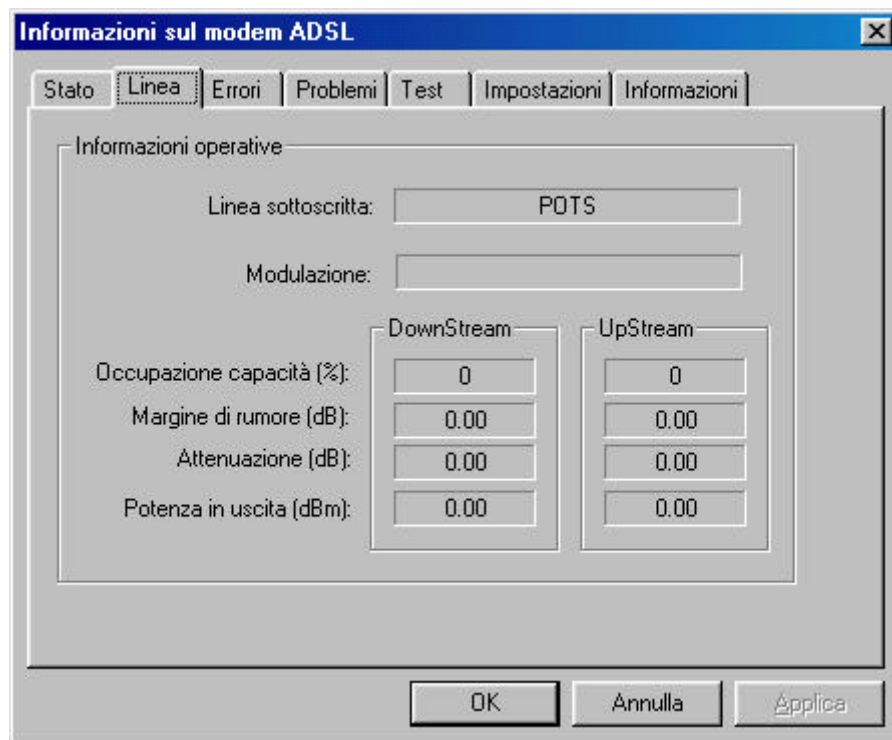 Informazioni sul modem ADSL
Stato Linea Errori Problemi Test Impostazioni Informazioni
Informazioni operative
Linea sottoscritta: POTS
Modulazione:
DownStream UpStream
Occupazione capacità (%): 0 0
Margine di rumore (dB): 0.00 0.00
Attenuazione (dB): 0.00 0.00
Potenza in uscita (dBm): 0.00 0.00
OK Annulla Applica